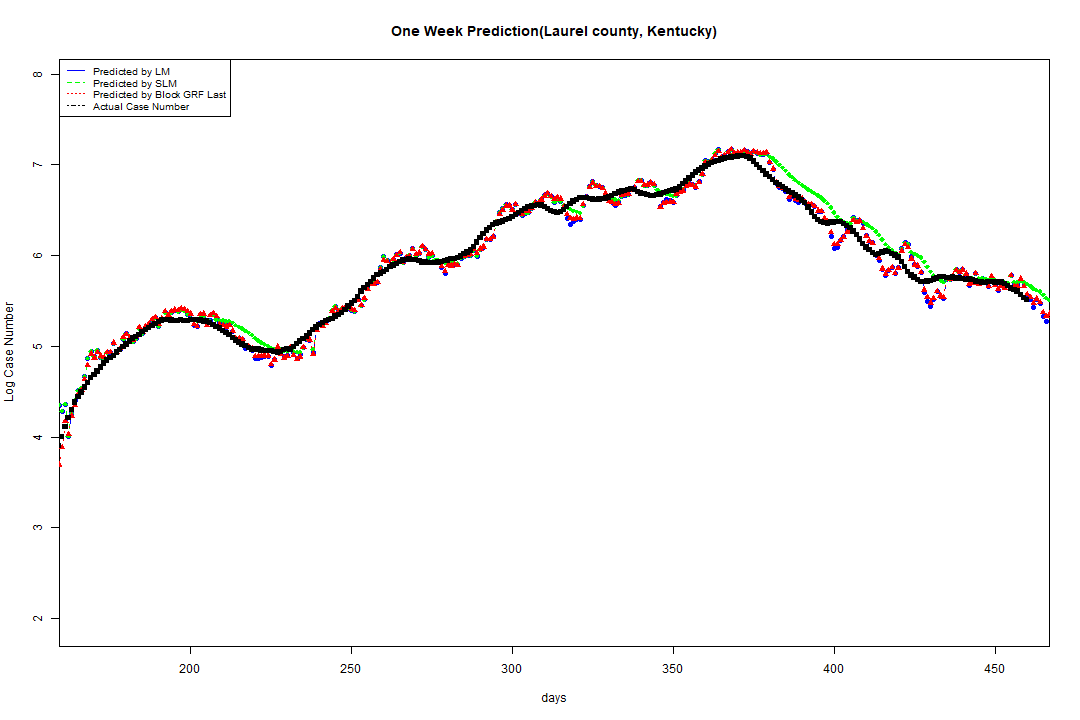 One Week Prediction(Laurel county, Kentucky)
Predicted by LM
Predicted by SLM
Predicted by Block GRF Last
Actual Case Number
8
7
6
5
4
3
2
Log Case Number
200 250 300 350 400 450
days